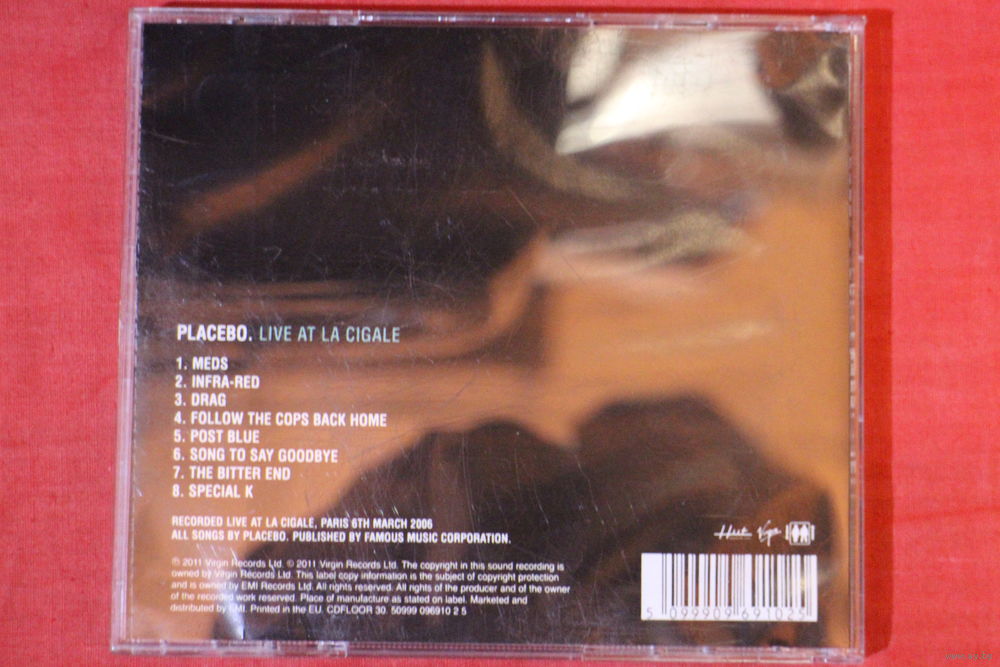 PLACEBO. LIVE AT LA CIGALE
1. MEDS
2. INFRA-RED
3. DRAG
4. FOLLOW THE COPS BACK HOME
5. POST BLUE
6. SONG TO SAY GOODBYE
7. THE BITTER END
8. SPECIAL K
RECORDED LIVE AT LA CIGALE, PARIS 6TH MARCH 2006
ALL SONGS BY PLACEBO. PUBLISHED BY FAMOUS MUSIC CORPORATION.
Hut Virgin
℗ 2011 Virgin Records Ltd. © 2011 Virgin Records Ltd. The copyright in this sound recording is
owned by Virgin Records Ltd. This label copy information is the subject of copyright protection
and is owned by EMI Records Ltd. All rights reserved. All rights of the producer and of the owner
of the recorded work reserved. Place of manufacture as stated on label. Marketed and
distributed by EMI. Printed in the EU. CDFLOOR 30. 50999 096910 2 5
5 099909 691025